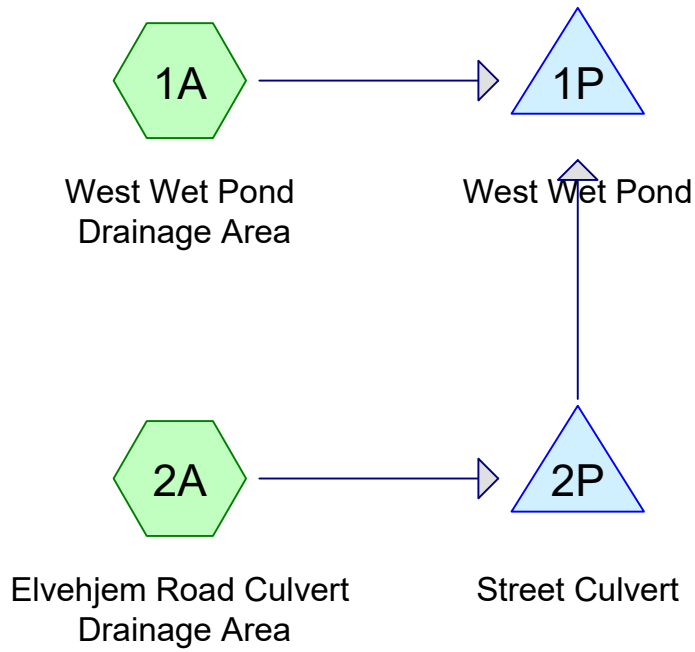 1A
1P
West Wet Pond
Drainage Area
West Wet Pond
2A
2P
Elvehjem Road Culvert
Drainage Area
Street Culvert